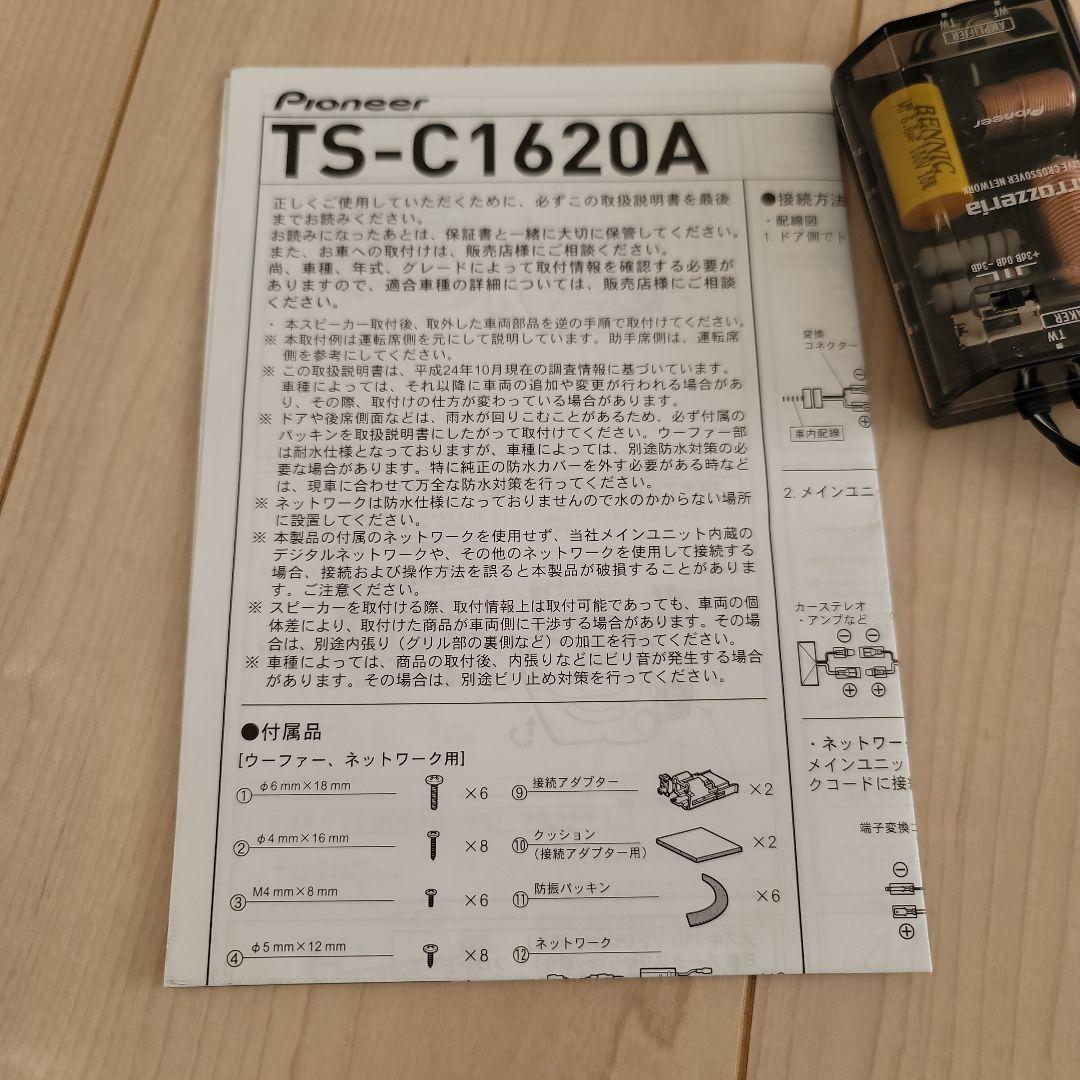 Pioneer
TS-C1620A
正しくご使用していただくために、必ずこの取扱説明書を最後
までお読みください。
お読みになったあとは、保証書と一緒に大切に保管してください。
また、お車への取付けは、販売店様にご相談ください。
尚、車種、年式、グレードによって取付情報を確認する必要が
ありますので、適合車種の詳細については、販売店様にご相談
ください。
・ 本スピーカー取付後、取外した車両部品を逆の手順で取付けてください。
※ 本取付例は運転席側を元にして説明しています。助手席側は、運転席
側を参考にしてください。
※ この取扱説明書は、平成24年10月現在の調査情報に基づいています。
車種によっては、それ以降に車両の追加や変更が行われる場合があ
り、その際、取付けの仕方が変わっている場合があります。
※ ドアや後席側面などは、雨水が回りこむことがあるため、必ず付属の
パッキンを取扱説明書にしたがって取付けてください。ウーファー部
は耐水仕様となっておりますが、車種によっては、別途防水対策の必
要な場合があります。特に純正の防水カバーを外す必要がある時など
は、現車に合わせて万全な防水対策を行ってください。
※ ネットワークは防水仕様になっておりませんので水のかからない場所
に設置してください。
※ 本製品の付属のネットワークを使用せず、当社メインユニット内蔵の
デジタルネットワークや、その他のネットワークを使用して接続する
場合、接続および操作方法を誤ると本製品が破損することがありま
す。ご注意ください。
※ スピーカーを取付ける際、取付情報上は取付可能であっても、車両の個
体差により、取付けた商品が車両側に干渉する場合があります。その場
合は、別途内張り（グリル部の裏側など）の加工を行ってください。
※ 車種によっては、商品の取付後、内張りなどにビリ音が発生する場合
があります。その場合は、別途ビリ止め対策を行ってください。
●付属品
[ウーファー、ネットワーク用]
① φ6mm×18mm ×6
② φ4mm×16mm ×8
③ M4mm×8mm ×6
④ φ5mm×12mm ×8
⑨ 接続アダプター ×2
⑩ クッション
（接続アダプター用） ×2
⑪ 防振パッキン ×6
⑫ ネットワーク
●接続方法
・配線図
1. ドア側でド
変換
コネクター
⊖
⊕
車内配線
2. メインユニ
カーステレオ
・アンプなど
⊖ ⊖
⊕ ⊕
・ネットワー
メインユニッ
クコードに接
端子変換コ
⊖
⊕
TW WF
AMPLIFIER
BENNIC
Pioneer
CROSSOVER NETWORK
rrozzeria
+3dB 0dB -3dB
TW